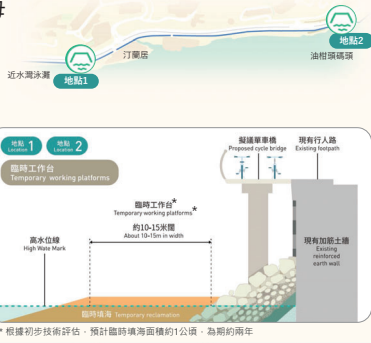 汀蘭居
地點2
油柑頭碼頭
近水灣泳灘
地點1
地點 1
Location
地點 2
Location
臨時工作台
Temporary working platforms
擬議單車橋
Proposed cycle bridge
現有行人路
Existing footpath
臨時工作台*
Temporary working platforms*
約10-15米闊
About 10-15m in width
高水位線
High Wate Mark
現有加筋土牆
Existing
reinforced
earth wall
臨時填海 Temporary reclamation
* 根據初步技術評估，預計臨時填海面積約1公頃，為期約兩年